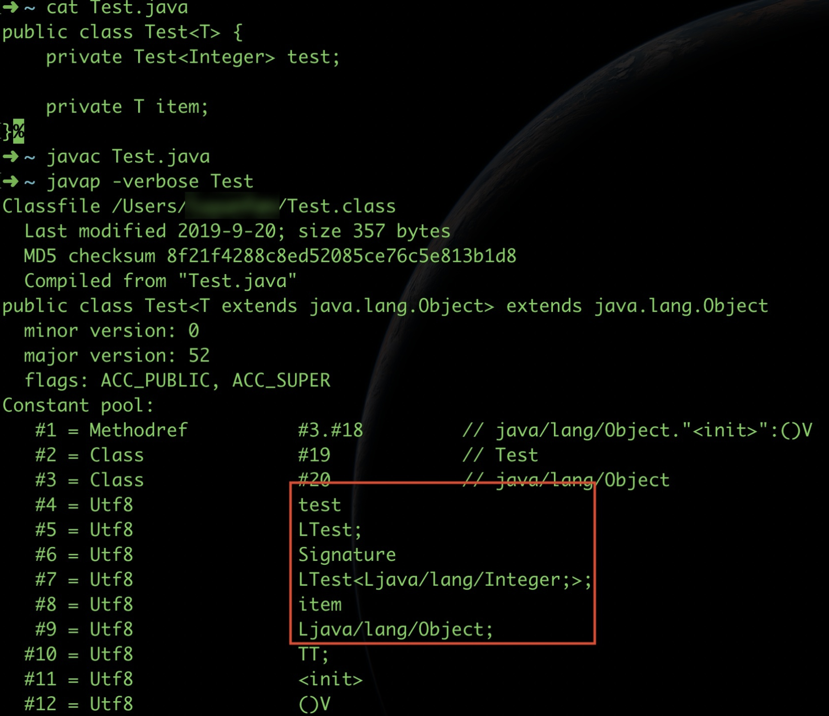 ➜ ~ cat Test.java
public class Test<T> {
    private Test<Integer> test;
    private T item;
}%
➜ ~ javac Test.java
➜ ~ javap -verbose Test
Classfile /Users/ /Test.class
  Last modified 2019-9-20; size 357 bytes
  MD5 checksum 8f21f4288c8ed52085ce76c5e813b1d8
  Compiled from "Test.java"
public class Test<T extends java.lang.Object> extends java.lang.Object
  minor version: 0
  major version: 52
  flags: ACC_PUBLIC, ACC_SUPER
Constant pool:
   #1 = Methodref          #3.#18         // java/lang/Object."<init>":()V
   #2 = Class              #19            // Test
   #3 = Class              #20            // java/lang/Object
   #4 = Utf8               test
   #5 = Utf8               LTest;
   #6 = Utf8               Signature
   #7 = Utf8               LTest<Ljava/lang/Integer;>;
   #8 = Utf8               item
   #9 = Utf8               Ljava/lang/Object;
  #10 = Utf8               TT;
  #11 = Utf8               <init>
  #12 = Utf8               ()V